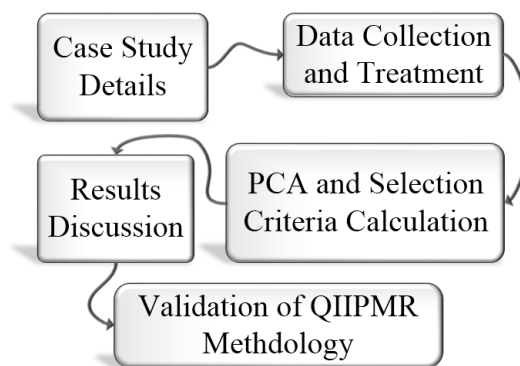 Case Study
Details
Data Collection
and Treatment
PCA and Selection
Criteria Calculation
Results
Discussion
Validation of QIIPMR
Methdology